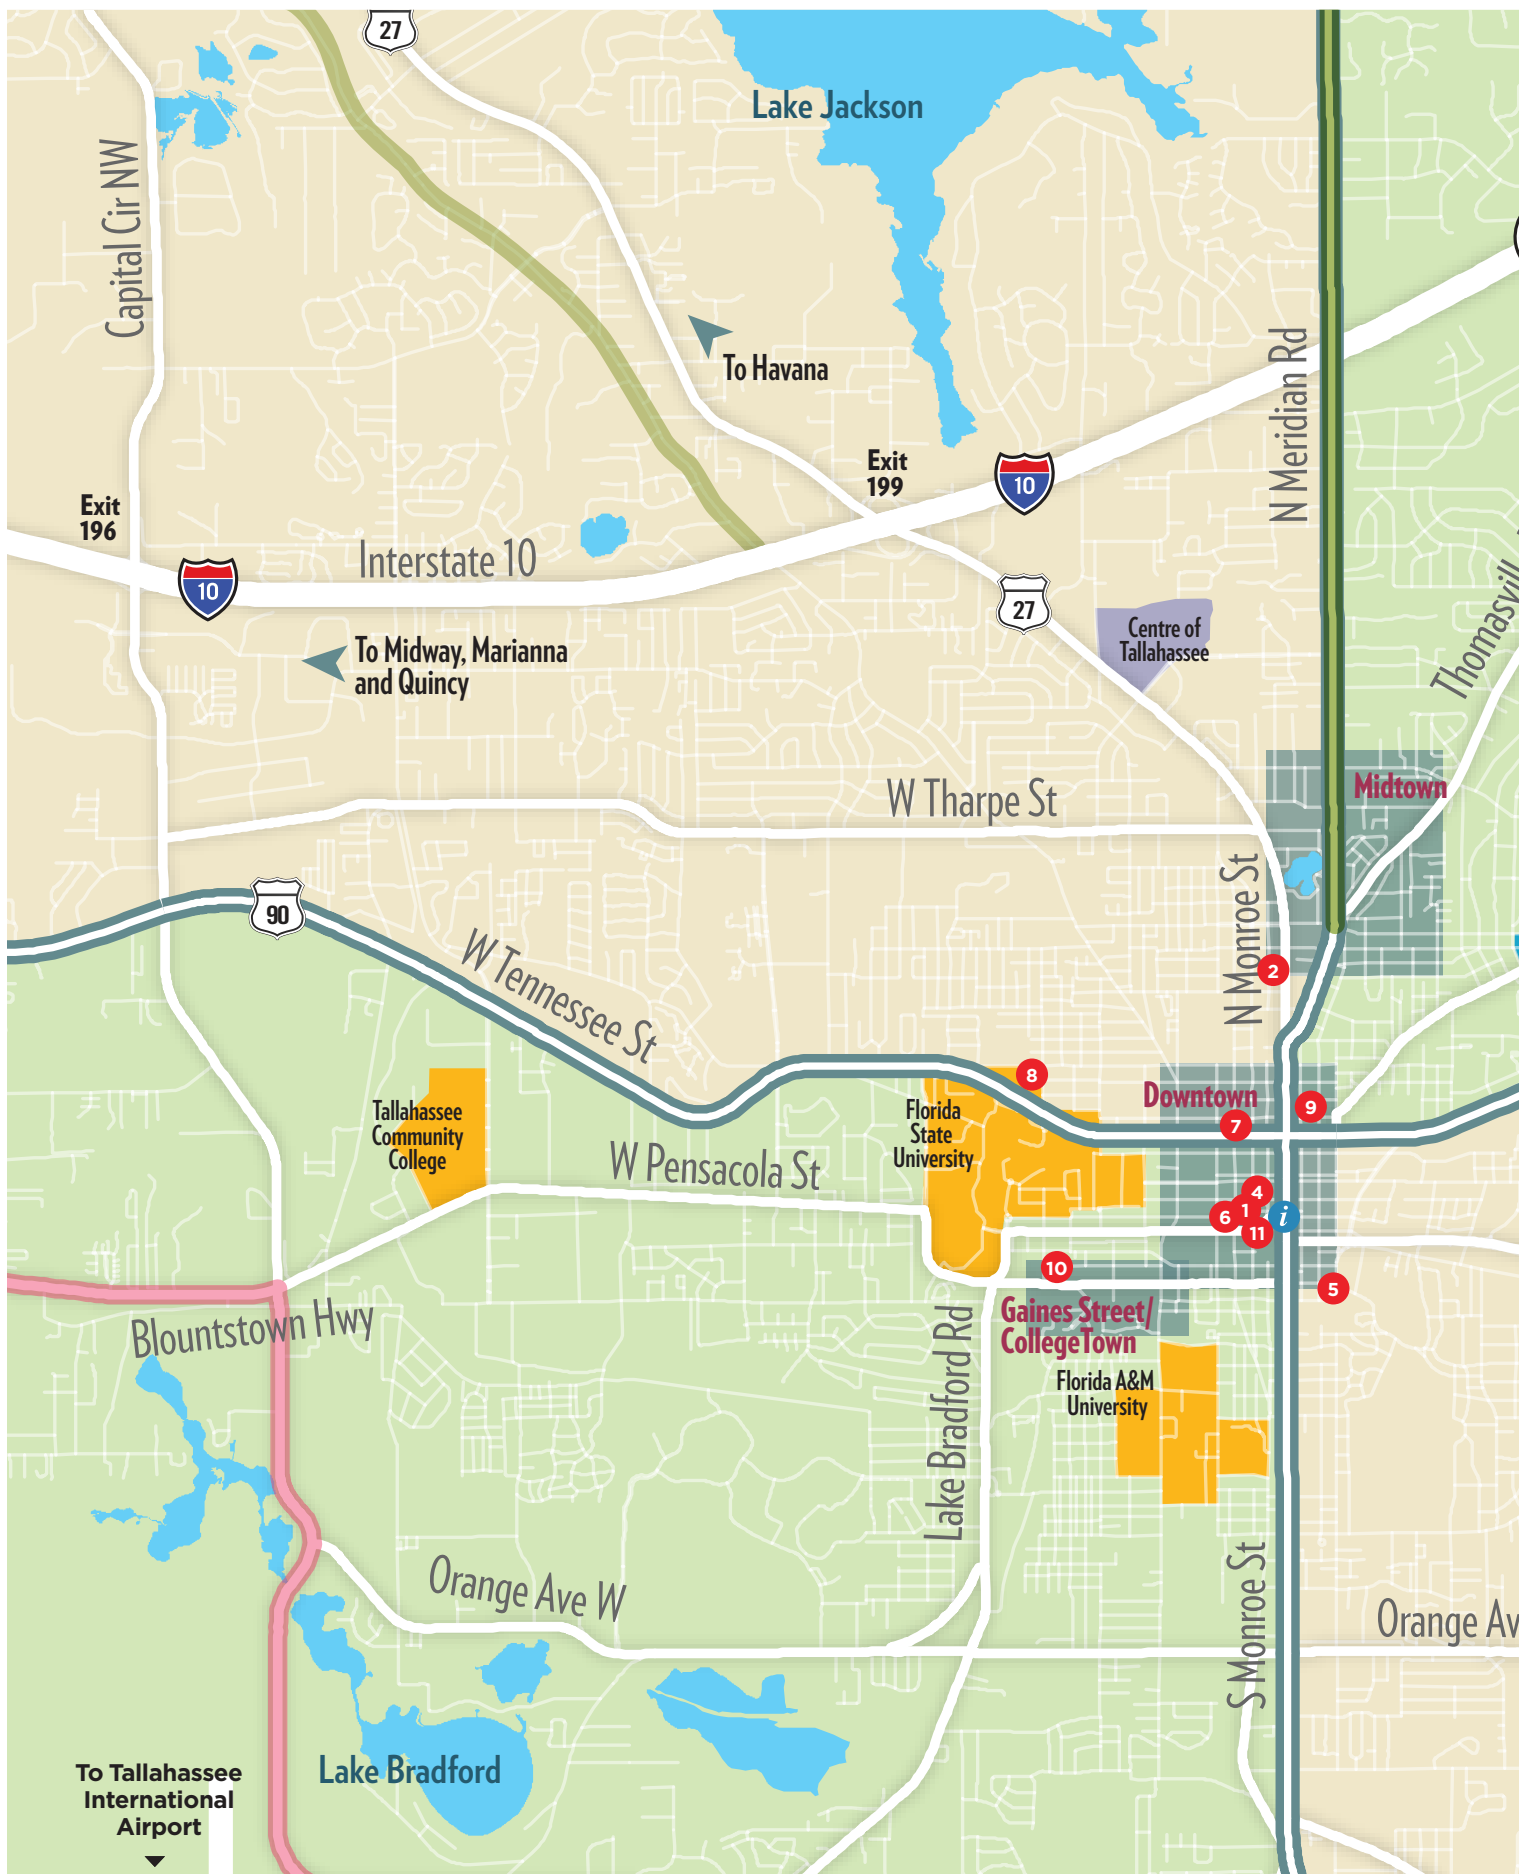 27
Lake Jackson
Capital Cir NW
To Havana
N Meridian Rd
Exit
199
10
Exit
196
Interstate 10
10
27
To Midway, Marianna
and Quincy
Centre of
Tallahassee
Thomasvill
Midtown
W Tharpe St
N Monroe St
90
W Tennessee St
2
8
Downtown
9
7
Tallahassee
Community
College
Florida
State
University
W Pensacola St
4
6
1
i
11
10
5
Blountstown Hwy
Gaines Street/
CollegeTown
Lake Bradford Rd
Florida A&M
University
Orange Ave W
S Monroe St
Orange Av
Lake Bradford
To Tallahassee
International
Airport